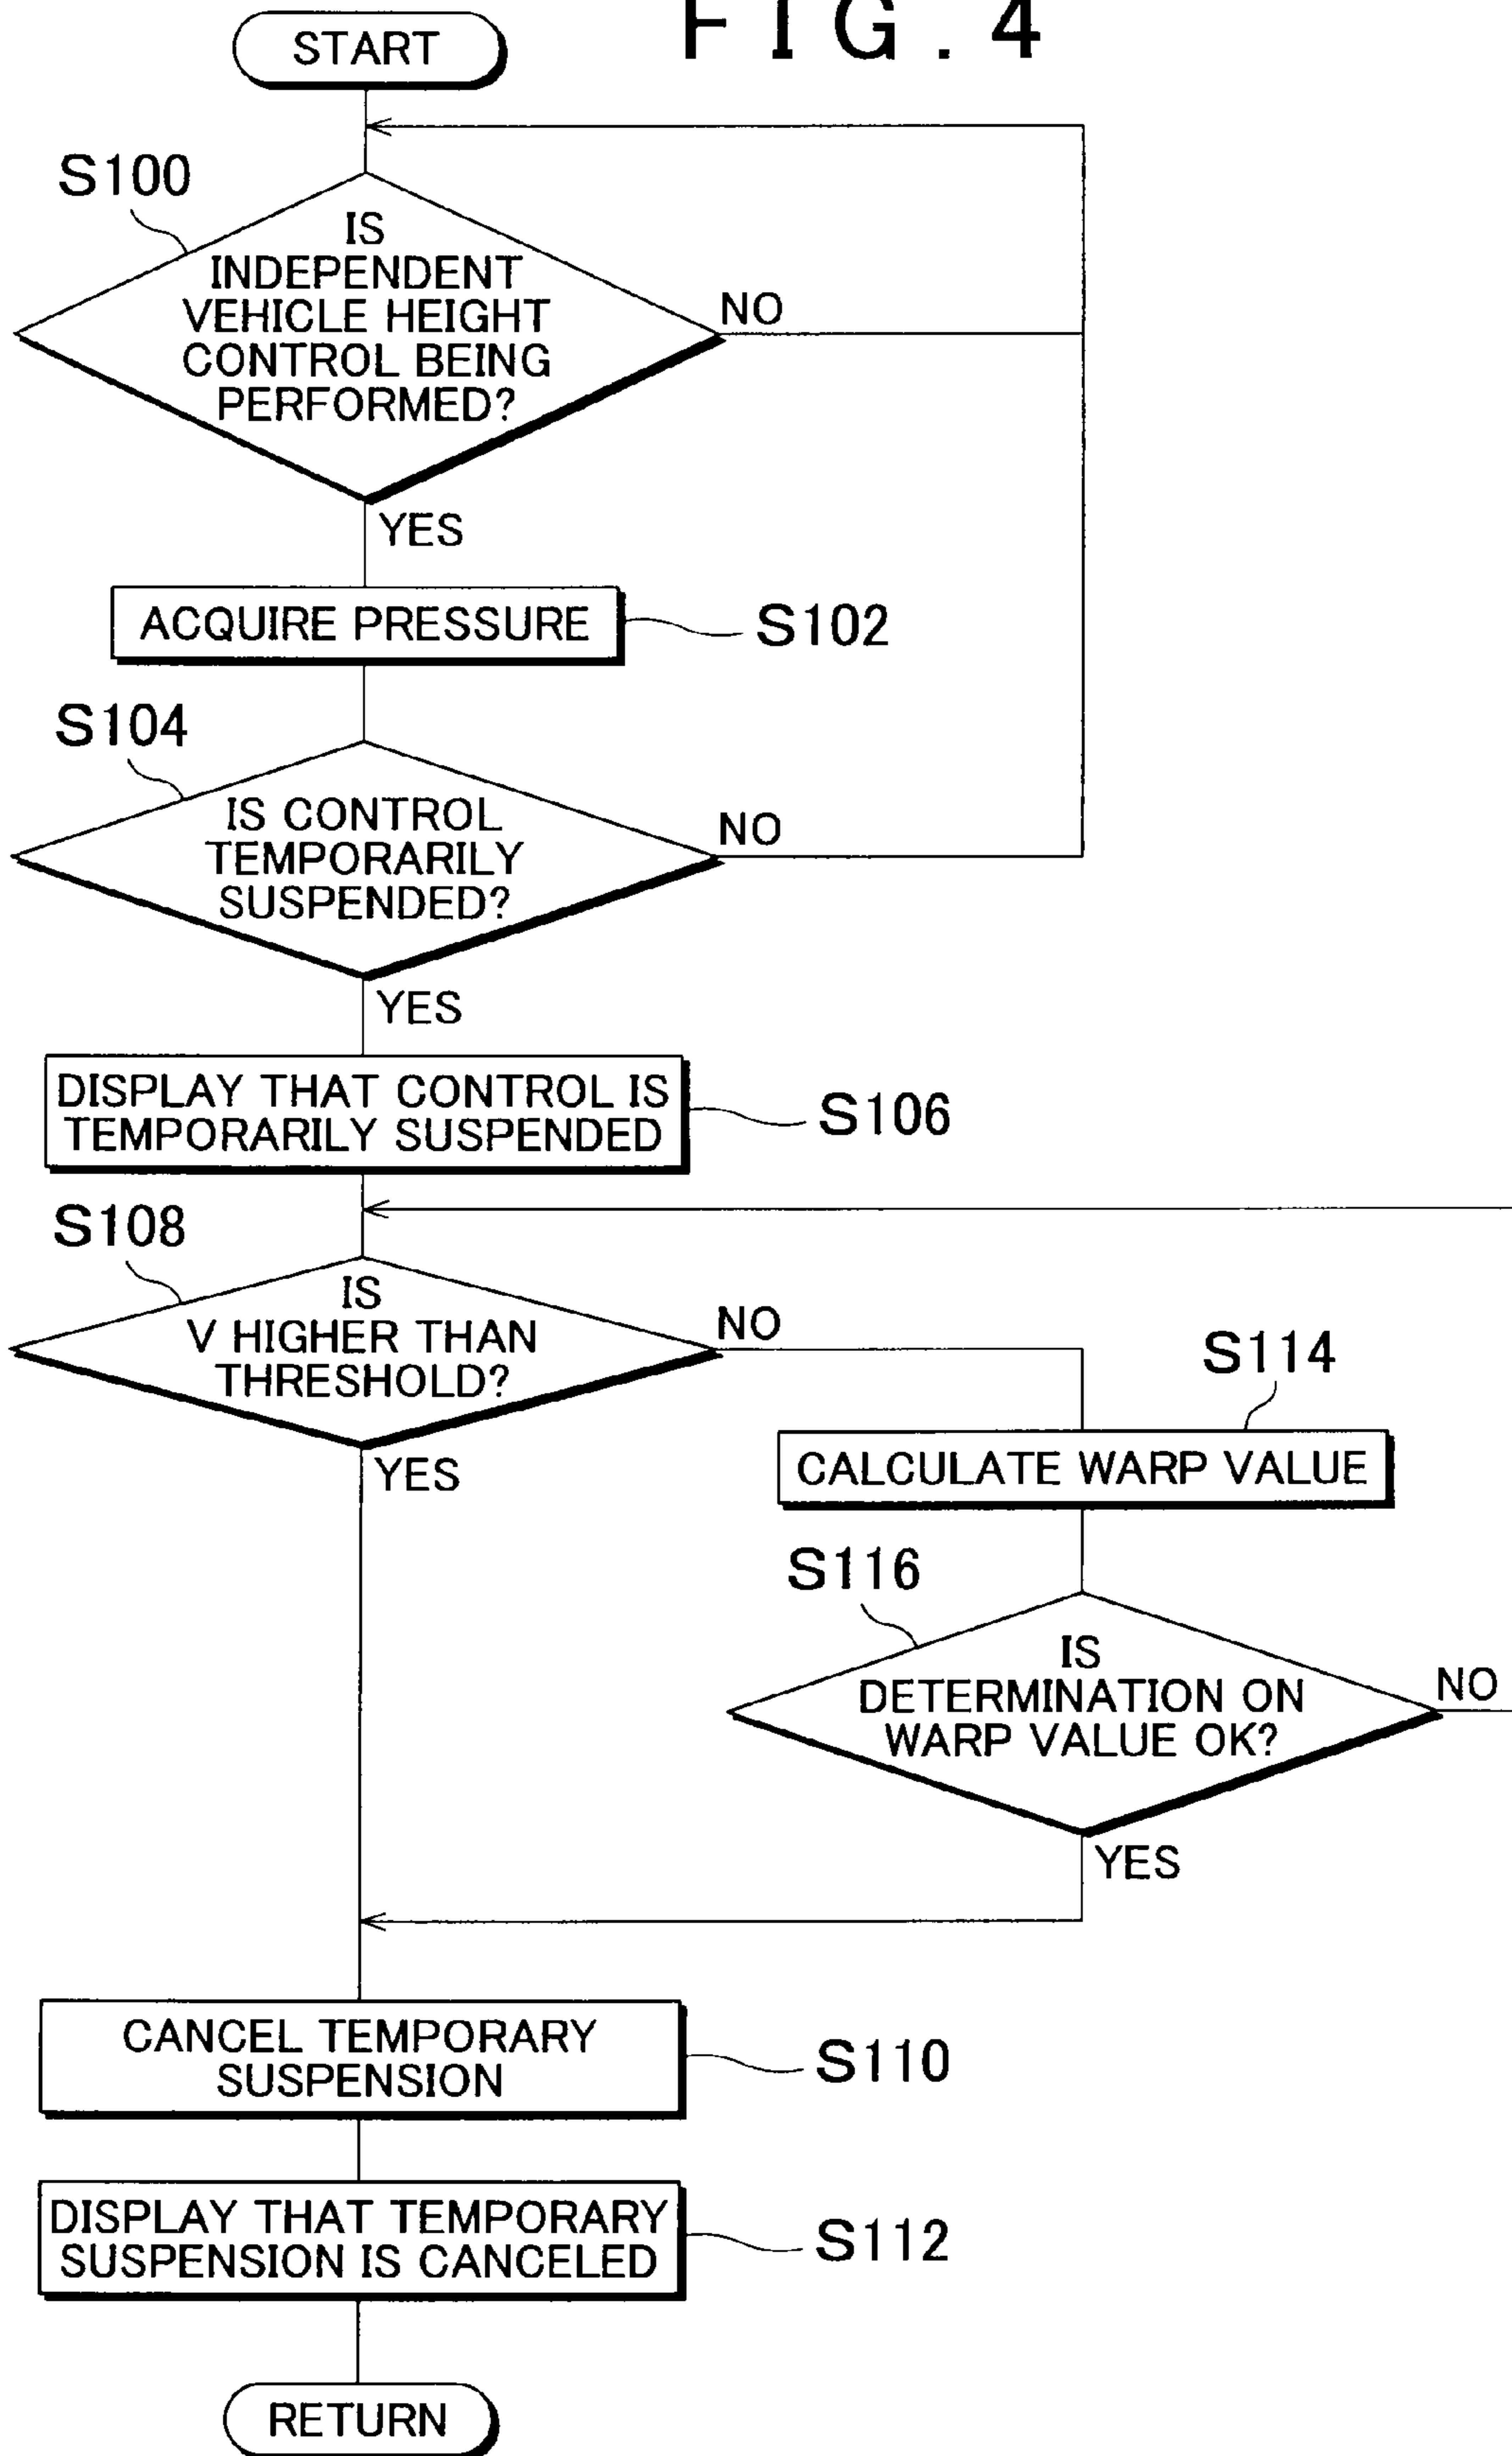 FIG. 4
START
S100
IS
INDEPENDENT
VEHICLE HEIGHT
CONTROL BEING
PERFORMED?
NO
YES
ACQUIRE PRESSURE
S102
S104
IS CONTROL
TEMPORARILY
SUSPENDED?
NO
YES
DISPLAY THAT CONTROL IS
TEMPORARILY SUSPENDED
S106
S108
IS
V HIGHER THAN
THRESHOLD?
NO
YES
S114
CALCULATE WARP VALUE
S116
IS
DETERMINATION ON
WARP VALUE OK?
NO
YES
CANCEL TEMPORARY
SUSPENSION
S110
DISPLAY THAT TEMPORARY
SUSPENSION IS CANCELED
S112
RETURN